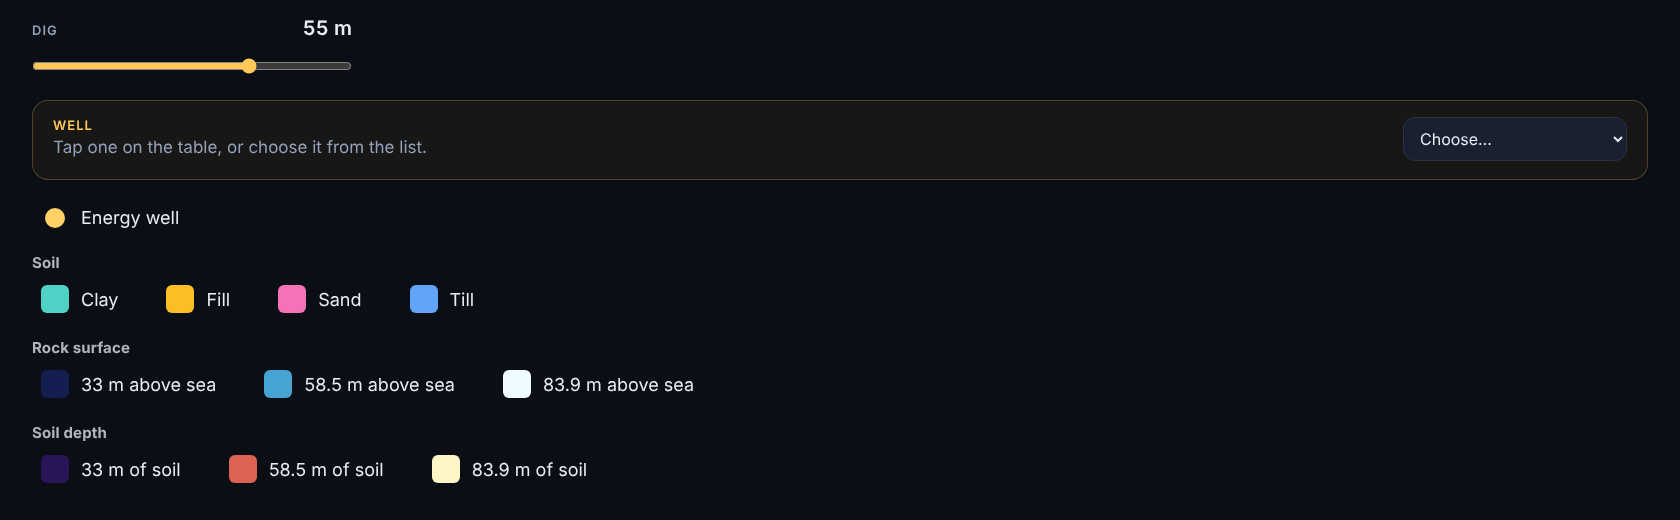 DIG 55 m
WELL
Tap one on the table, or choose it from the list.
Choose...
Energy well
Soil
Clay Fill Sand Till
Rock surface
33 m above sea 58.5 m above sea 83.9 m above sea
Soil depth
33 m of soil 58.5 m of soil 83.9 m of soil